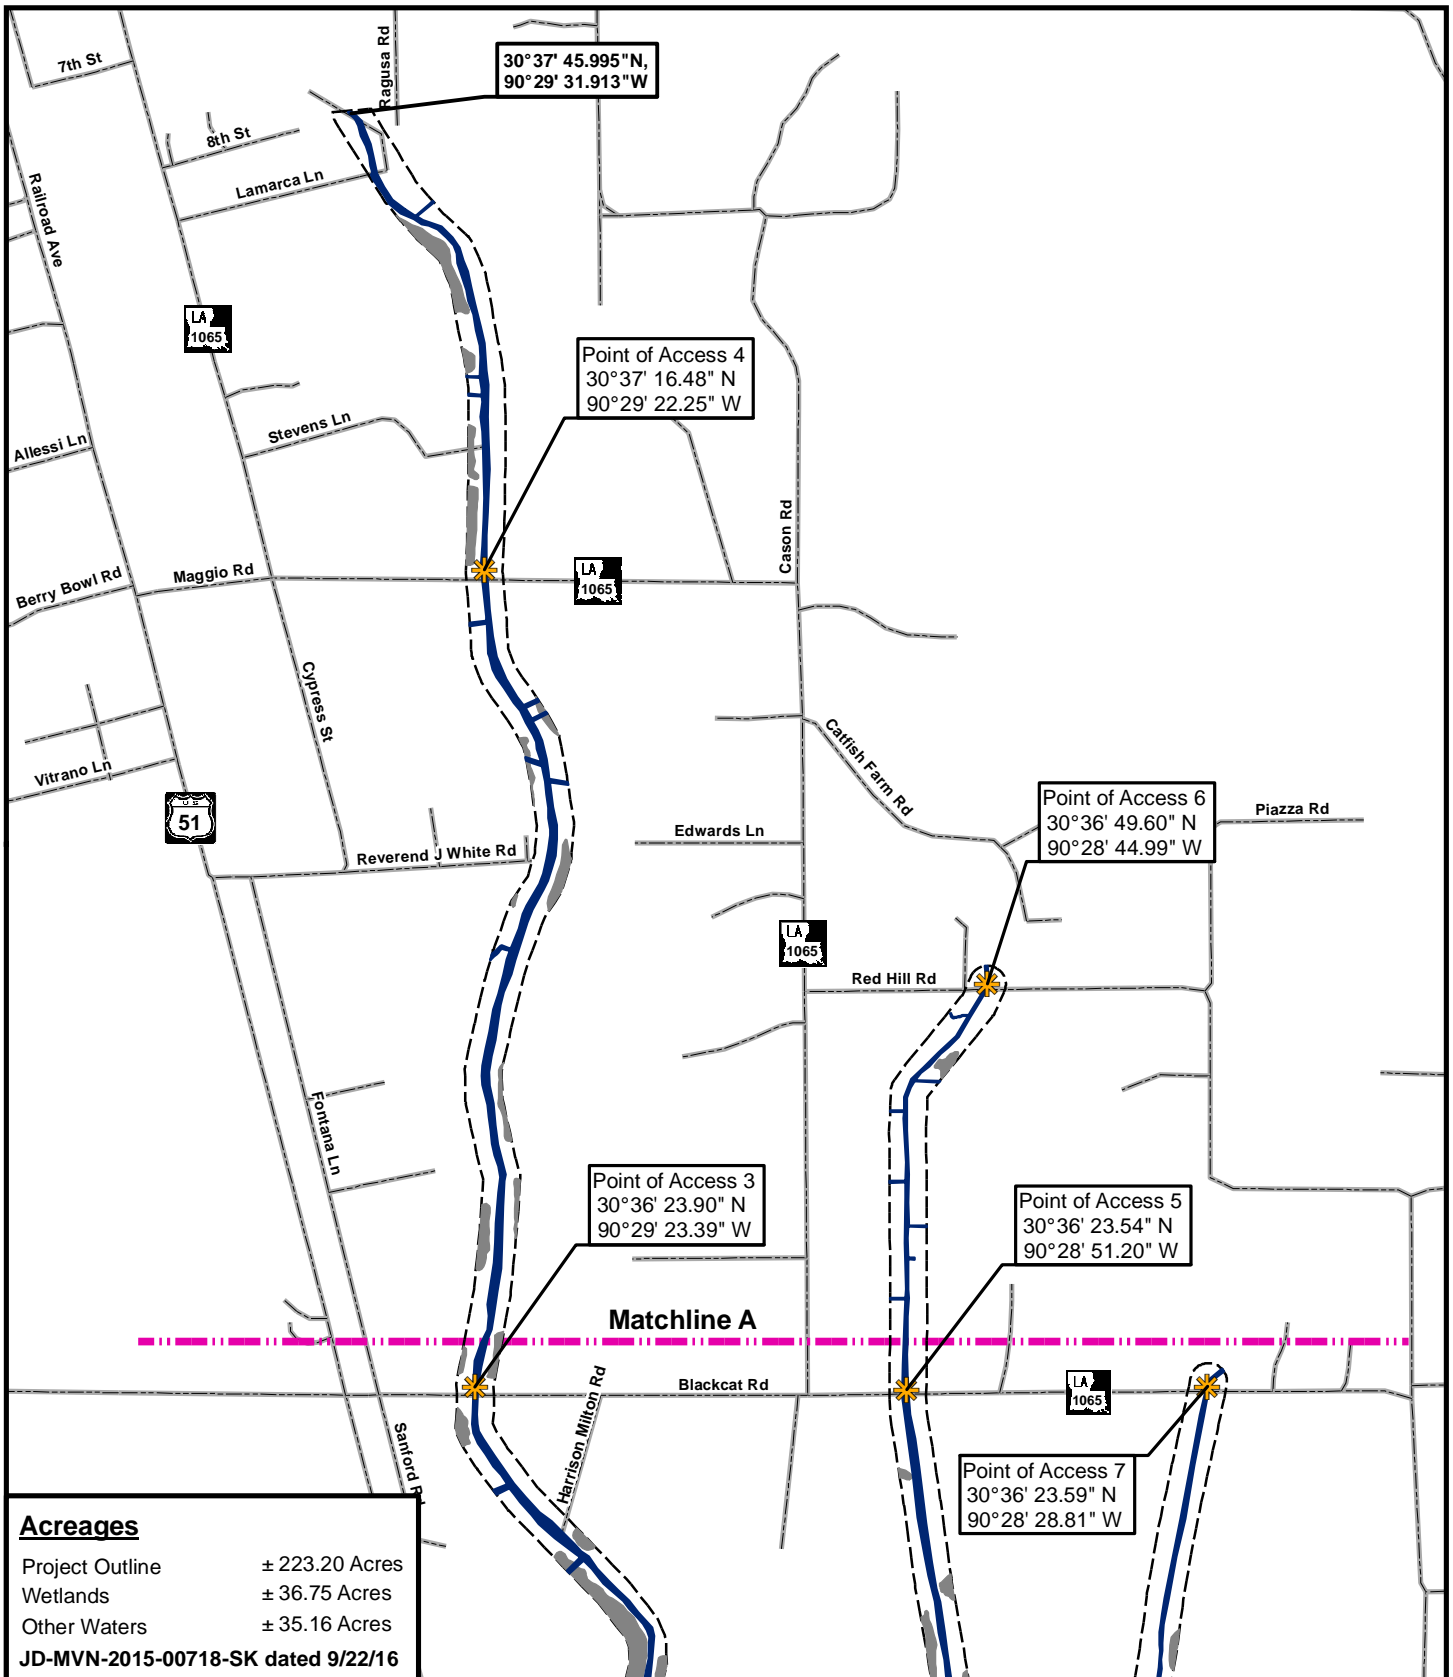 7th St
Ragusa Rd
30°37' 45.995"N,
90°29' 31.913"W
8th St
Lamarca Ln
Railroad Ave
LA
1065
Point of Access 4
30°37' 16.48" N
90°29' 22.25" W
Stevens Ln
Allessi Ln
Cason Rd
LA
1065
Maggio Rd
Berry Bowl Rd
Cypress St
Catfish Farm Rd
Vitrano Ln
US
51
Point of Access 6
30°36' 49.60" N
90°28' 44.99" W
Piazza Rd
Edwards Ln
Reverend J White Rd
LA
1065
Red Hill Rd
Fontana Ln
Point of Access 3
30°36' 23.90" N
90°29' 23.39" W
Point of Access 5
30°36' 23.54" N
90°28' 51.20" W
Matchline A
Blackcat Rd
LA
1065
Harrison Milton Rd
Sanford Rd
Point of Access 7
30°36' 23.59" N
90°28' 28.81" W
Acreages
Project Outline ± 223.20 Acres
Wetlands ± 36.75 Acres
Other Waters ± 35.16 Acres
JD-MVN-2015-00718-SK dated 9/22/16